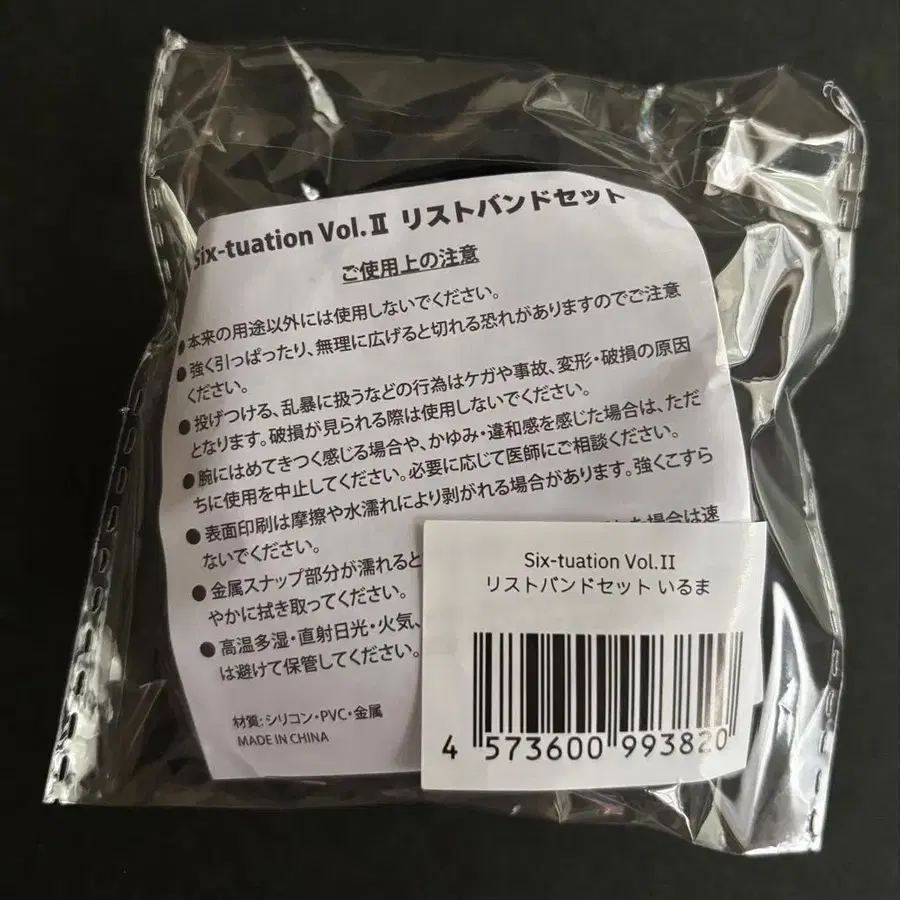 Six-tuation Vol.Ⅱ リストバンドセット
ご使用上の注意
●本来の用途以外には使用しないでください。
●強く引っぱったり、無理に広げると切れる恐れがありますのでご注意
ください。
●投げつける、乱暴に扱うなどの行為はケガや事故、変形・破損の原因
となります。破損が見られる際は使用しないでください。
●腕にはめてきつく感じる場合や、かゆみ・違和感を感じた場合は、ただ
ちに使用を中止してください。必要に応じて医師にご相談ください。
●表面印刷は摩擦や水濡れにより剥がれる場合があります。強くこすら
ないでください。
●金属スナップ部分が濡れると
た場合は速
やかに拭き取ってください。
●高温多湿・直射日光・火気、
は避けて保管してください。
材質:シリコン・PVC・金属
MADE IN CHINA
Six-tuation Vol.II
リストバンドセット いるま
4 573600 993820